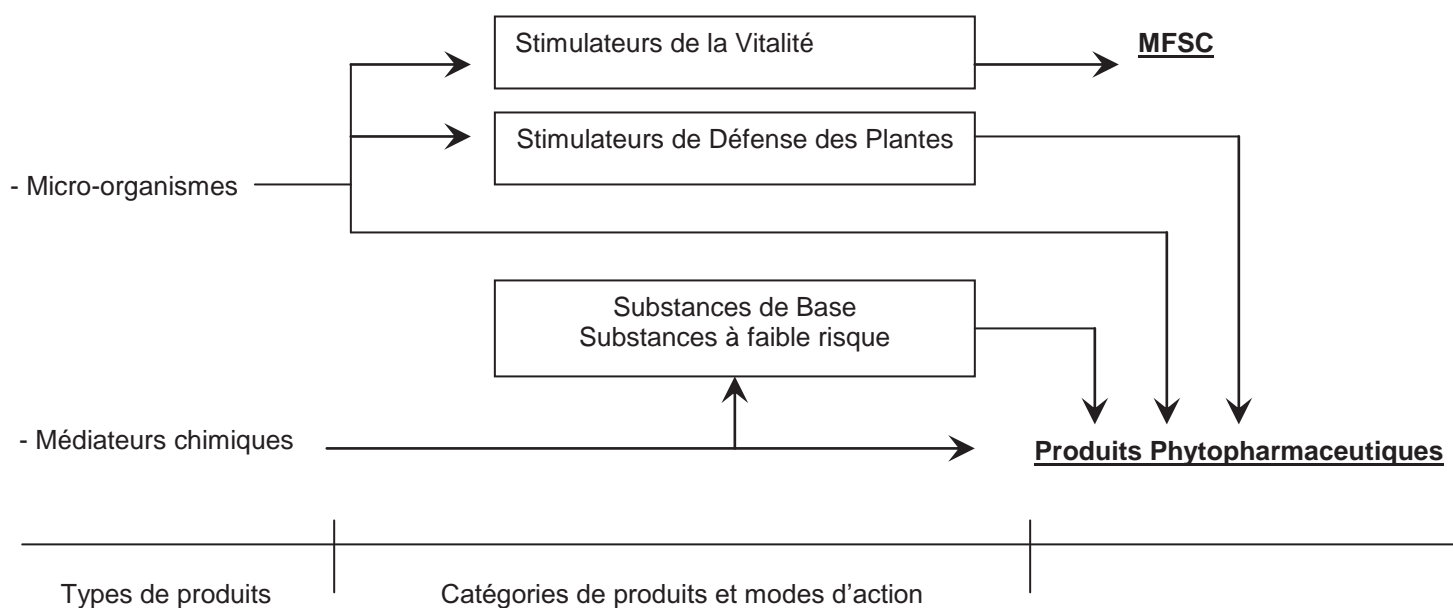 Stimulateurs de la Vitalité
MFSC
Stimulateurs de Défense des Plantes
- Micro-organismes
Substances de Base
Substances à faible risque
- Médiateurs chimiques
Produits Phytopharmaceutiques
Types de produits
Catégories de produits et modes d’action